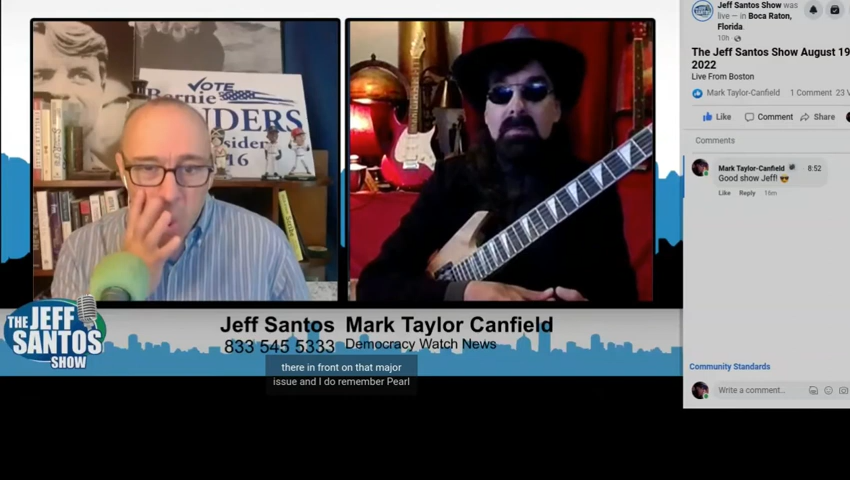 VOTE
Bernie
NDERS
16
Jeff Santos
833 545 5333
Mark Taylor Canfield
Democracy Watch News
THE JEFF
SANTOS
SHOW
there in front on that major
issue and I do remember Pearl
Jeff Santos Show was
live — in Boca Raton,
Florida.
10h
The Jeff Santos Show August 19
2022
Live From Boston
Mark Taylor-Canfield 1 Comment 23 V
Like Comment Share
Comments
Mark Taylor-Canfield 8:52
Good show Jeff! 😎
Like Reply
Community Standards
Write a comment…